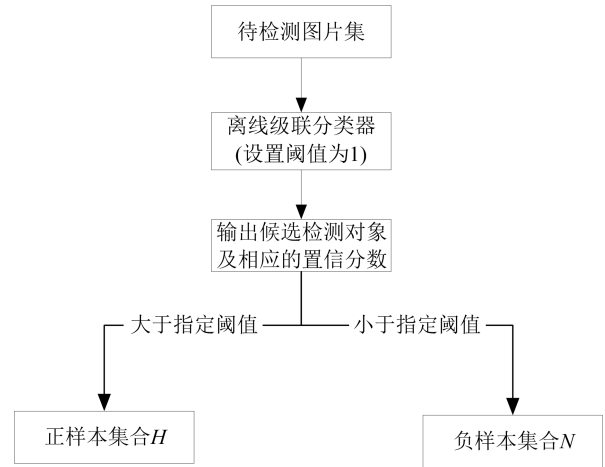 待检测图片集
离线级联分类器
(设置阈值为1)
输出候选检测对象
及相应的置信分数
大于指定阈值
小于指定阈值
正样本集合H
负样本集合N